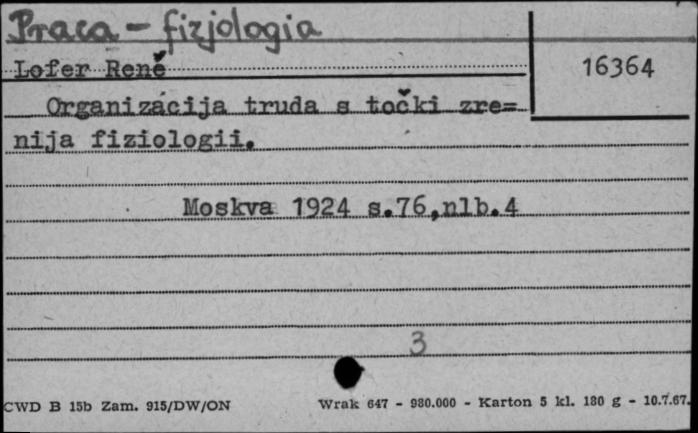 Praca - fizjologia
Lofer René
16364
Organizácija truda s točki zre=
nija fiziologii.
Moskva 1924 s.76,nlb.4
3
CWD B 15b Zam. 915/DW/ON
Wrak 647 - 980.000 - Karton 5 kl. 180 g - 10.7.67.